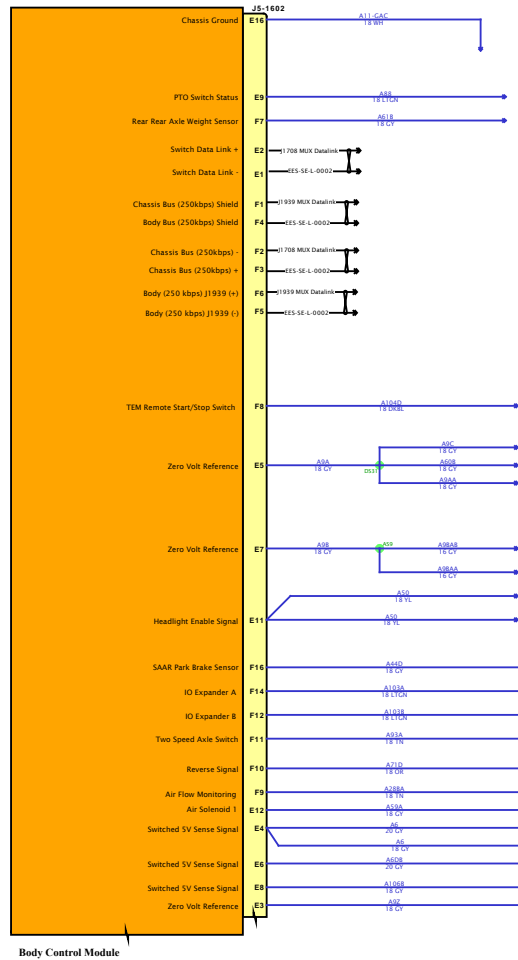 J5-1602
Chassis Ground E16 A11-GAC
18 WH
PTO Switch Status E9 A88
18 LTGN
Rear Rear Axle Weight Sensor F7 A61B
18 GY
Switch Data Link + E2 J1708 MUX Datalink
Switch Data Link - E1 EES-SE-L-0002
Chassis Bus (250kbps) Shield F1 J1939 MUX Datalink
Body Bus (250 kbps) Shield F4 EES-SE-L-0002
Chassis Bus (250kbps) - F2 J1708 MUX Datalink
Chassis Bus (250kbps) + F3 EES-SE-L-0002
Body (250 kbps) J1939 (+) F6 J1939 MUX Datalink
Body (250 kbps) J1939 (-) F5 EES-SE-L-0002
TEM Remote Start/Stop Switch F8 A104D
18 DKBL
A9C
18 GY
Zero Volt Reference E5 A9A A60B
18 GY DS31 18 GY
A9AA
18 GY
Zero Volt Reference E7 A9B AS9 A9BAB
18 GY 16 GY
A9BAA
16 GY
A50
18 YL
Headlight Enable Signal E11 A50
18 YL
SAAR Park Brake Sensor F16 A44D
18 GY
IO Expander A F14 A103A
18 LTGN
IO Expander B F12 A103B
18 LTGN
Two Speed Axle Switch F11 A93A
18 TN
Reverse Signal F10 A71D
18 OR
Air Flow Monitoring F9 A288A
18 TN
Air Solenoid 1 E12 A59A
18 GY
Switched 5V Sense Signal E4 A6
20 GY
A6
18 GY
Switched 5V Sense Signal E6 A6DB
20 GY
Switched 5V Sense Signal E8 A106B
18 GY
Zero Volt Reference E3 A9Z
18 GY
Body Control Module